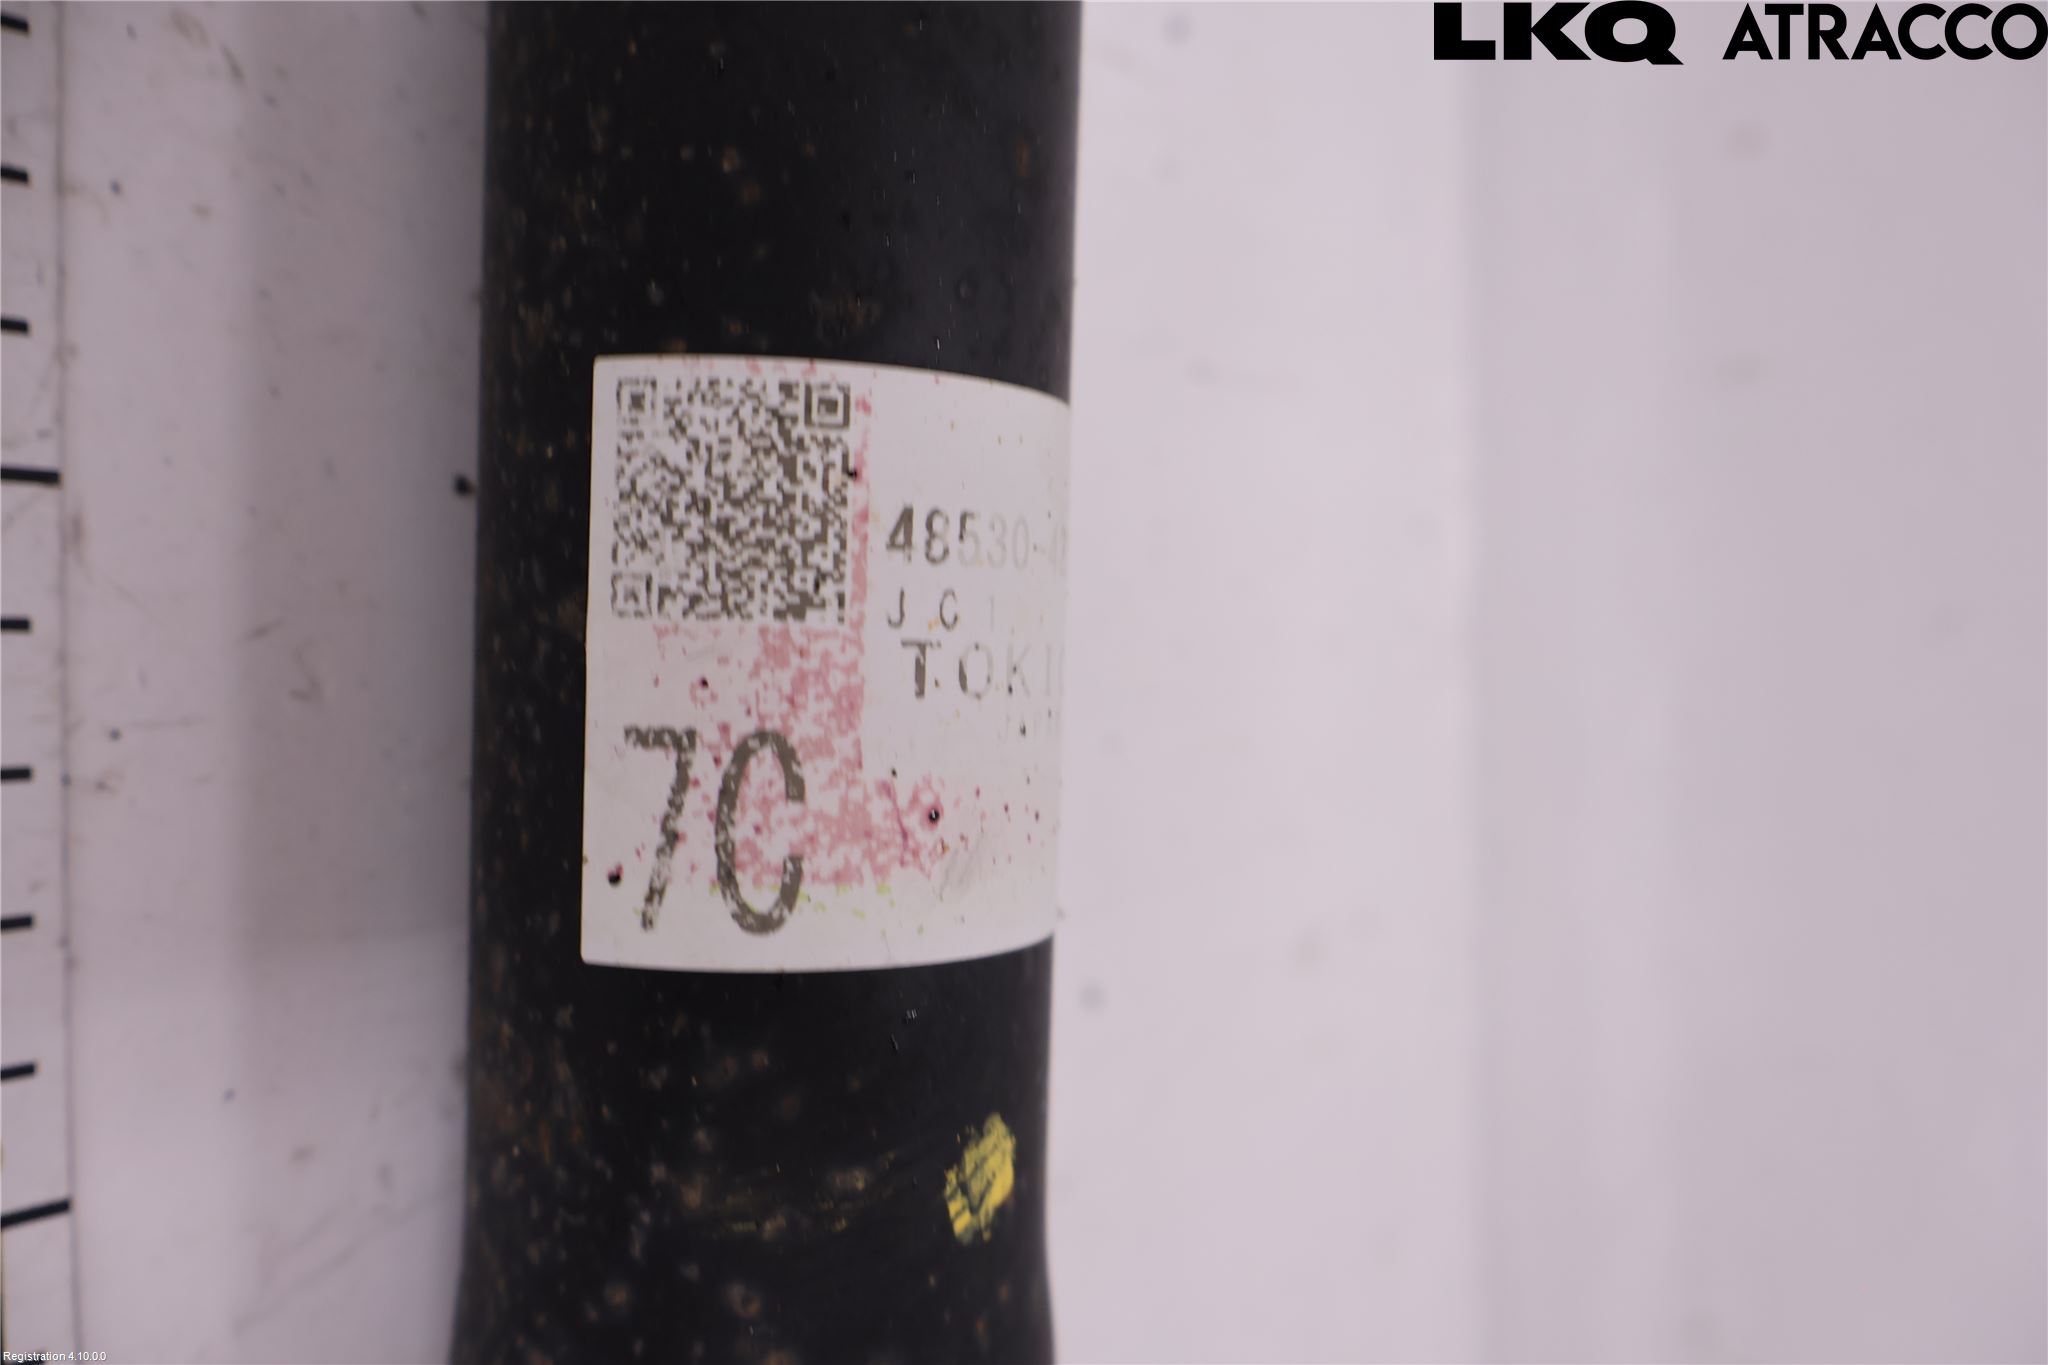 LKQ ATRACCO
48530-4
J C
TOKI
7C
Registration 4.10.0.0